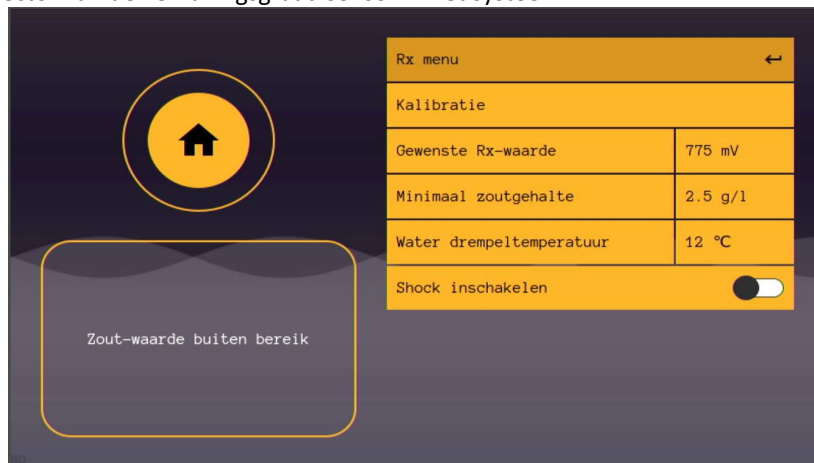 Rx menu
Kalibratie
Gewenste Rx-waarde 775 mV
Minimaal zoutgehalte 2.5 g/l
Water drempeltemperatuur 12 ℃
Shock inschakelen
Zout-waarde buiten bereik